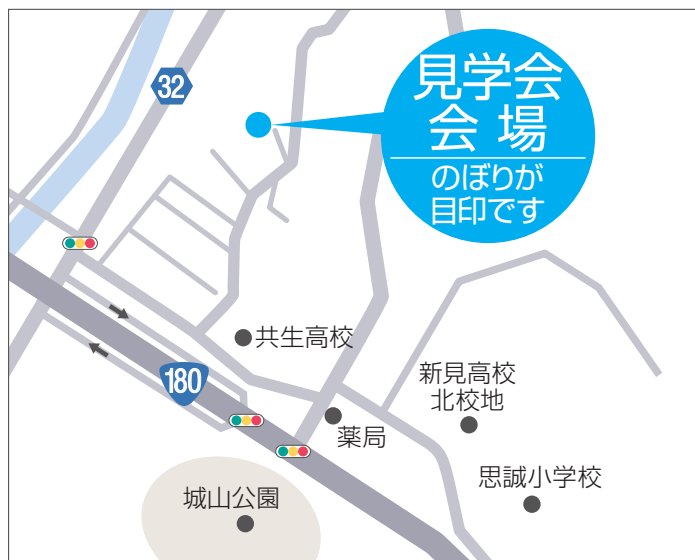 32
見学会
会場
のぼりが
目印です
共生高校
180
新見高校
北校地
薬局
思誠小学校
城山公園